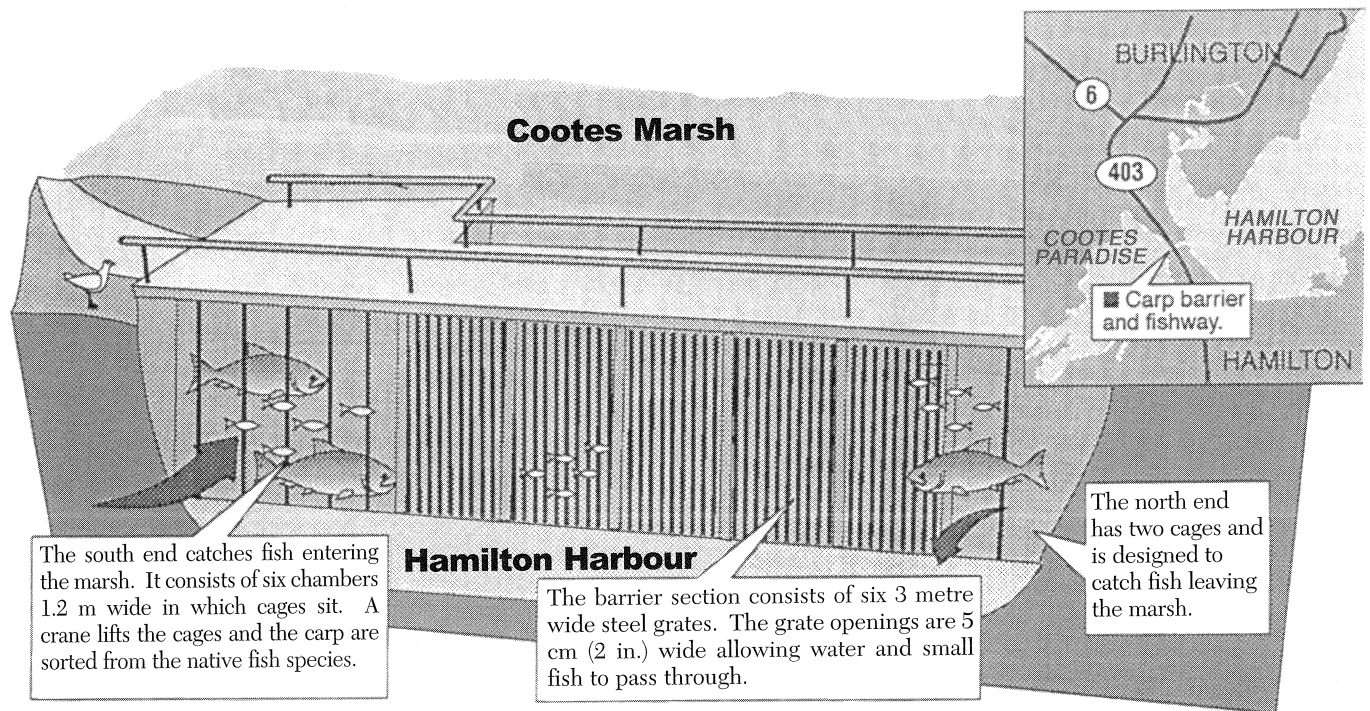 Cootes Marsh
BURLINGTON
6
403
HAMILTON
HARBOUR
COOTES
PARADISE
Carp barrier
and fishway.
HAMILTON
The south end catches fish entering
the marsh. It consists of six chambers
1.2 m wide in which cages sit. A
crane lifts the cages and the carp are
sorted from the native fish species.
Hamilton Harbour
The barrier section consists of six 3 metre
wide steel grates. The grate openings are 5
cm (2 in.) wide allowing water and small
fish to pass through.
The north end
has two cages and
is designed to
catch fish leaving
the marsh.